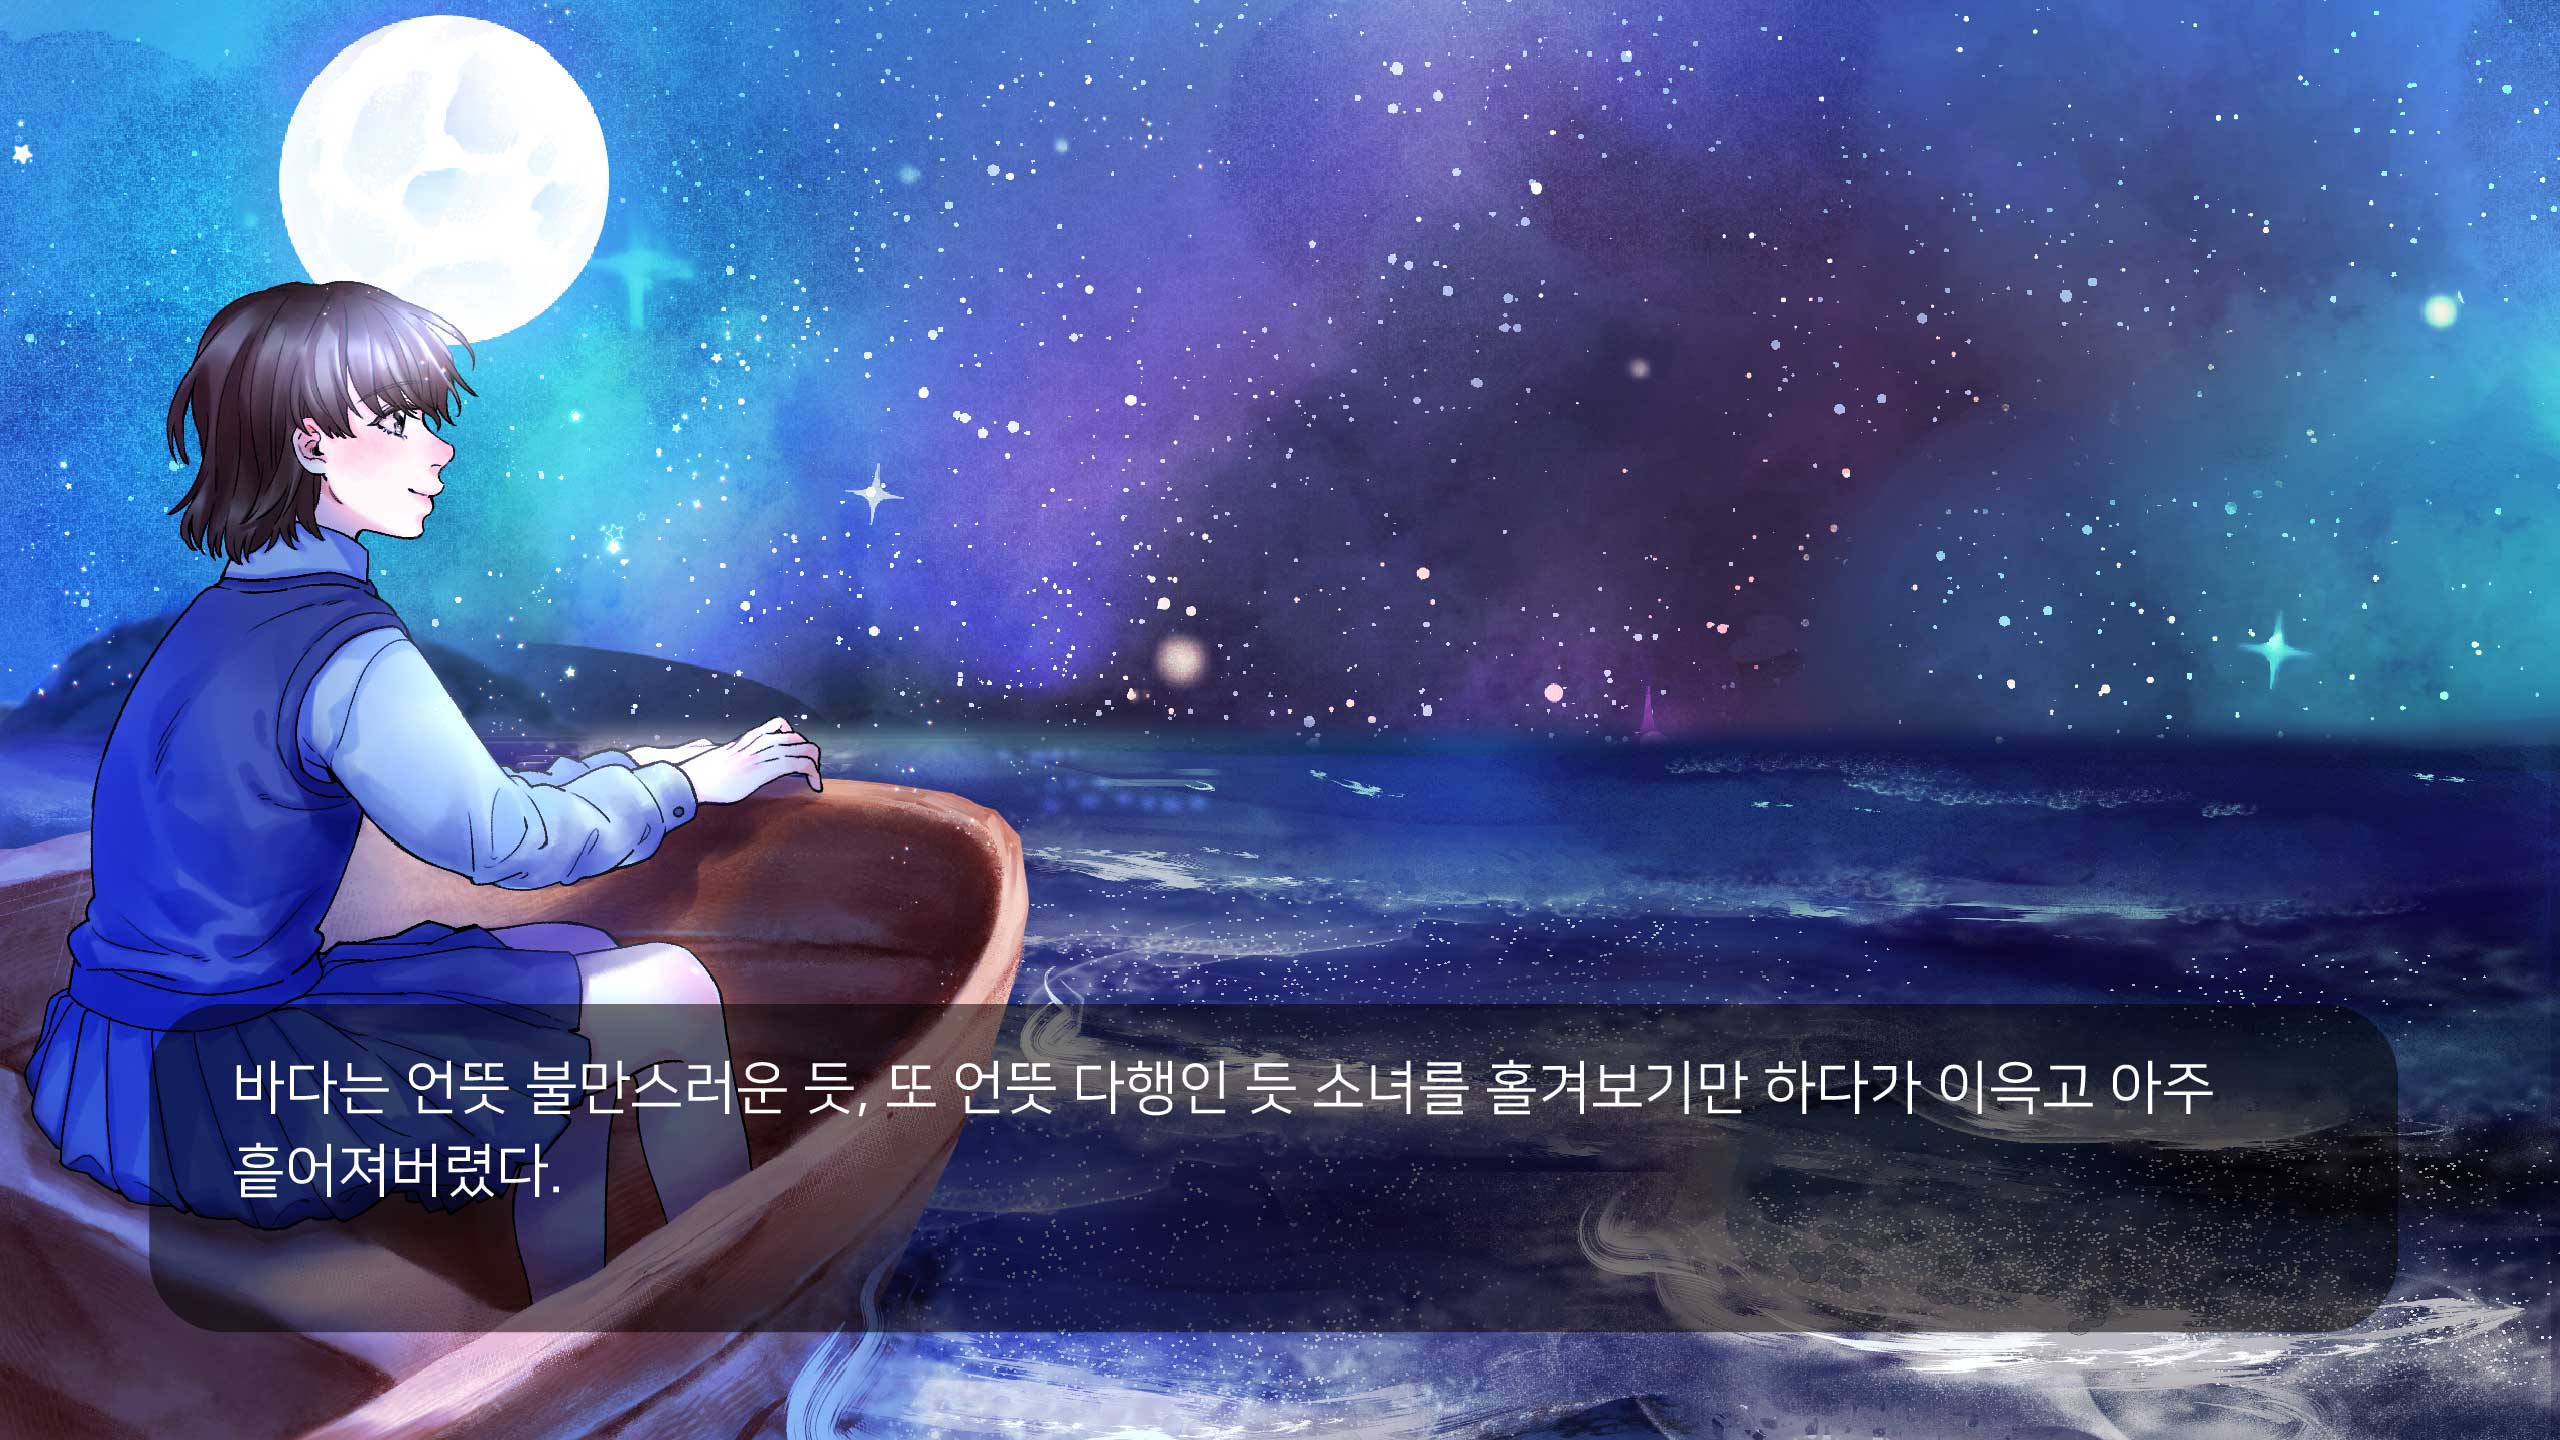 바다는 언뜻 불만스러운 듯, 또 언뜻 다행인 듯 소녀를 홀겨보기만 하다가 이윽고 아주
흩어져버렸다.